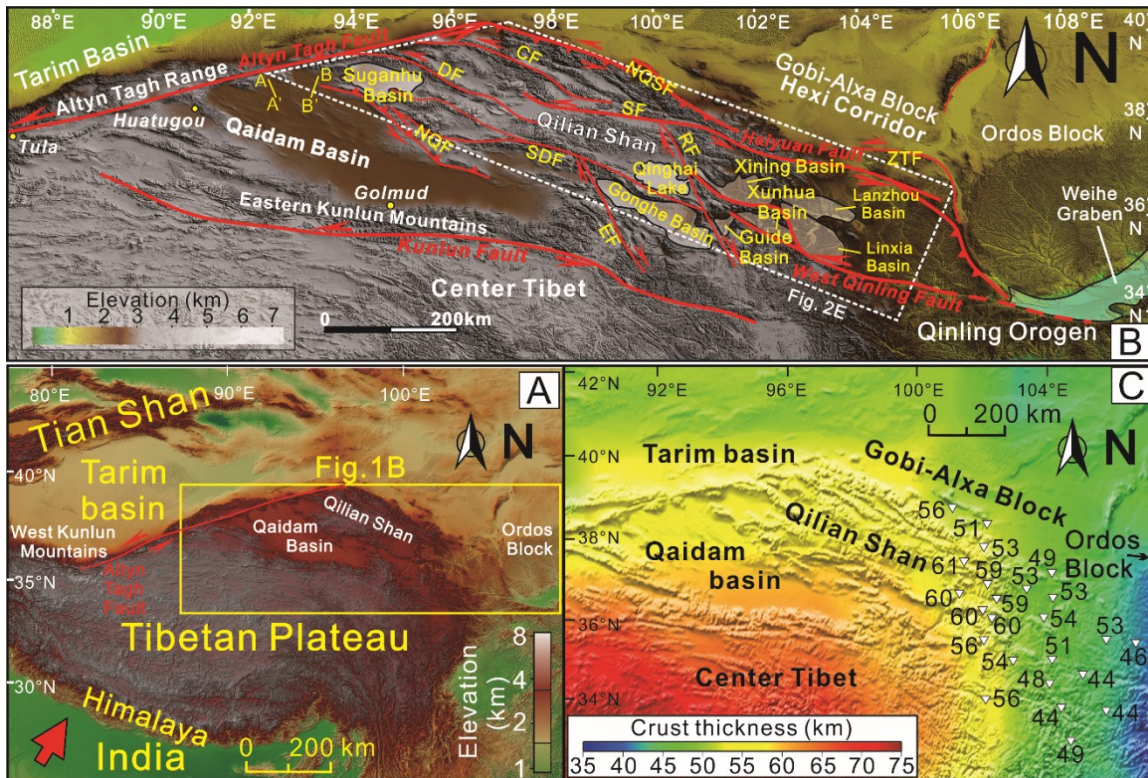 B
88°E
90°E
92°E
94°E
96°E
98°E
100°E
102°E
104°E
106°E
108°E
40°
N
38°
N
36°
N
34°
N
N
Tarim Basin
Altyn Tagh Range
Altyn Tagh Fault
A
A'
B
B'
Suganhu
Basin
DF
CF
NQSF
Gobi-Alxa Block
Hexi Corridor
Ordos Block
Huatugou
Tula
Qaidam Basin
NQF
SDF
SF
Qilian Shan
RF
Haiyuan Fault
ZTF
Qinghai
Lake
Xining Basin
Xunhua
Basin
Lanzhou
Basin
Weihe
Graben
Golmud
Eastern Kunlun Mountains
Kunlun Fault
EF
Gonghe Basin
Guide
Basin
Linxia
Basin
West Qinling Fault
Fig. 2E
Center Tibet
Qinling Orogen
Elevation (km)
1 2 3 4 5 6 7
0 200km
A
80°E
90°E
100°E
40°N
35°N
30°N
N
Tian Shan
Tarim
basin
Fig.1B
Qilian Shan
Qaidam
Basin
Ordos
Block
West Kunlun
Mountains
Altyn
Tagh
Fault
Tibetan Plateau
Himalaya
India
0 200 km
Elevation
(km)
8
4
2
1
C
42°N
40°N
38°N
36°N
34°N
92°E
96°E
100°E
104°E
0 200 km
N
Tarim basin
Gobi-Alxa Block
Qilian Shan
Qaidam
basin
Ordos
Block
Center Tibet
56
51
53
61
59
49
53
53
60
59
60
60
54
56
51
53
46
54
48
44
56
44
44
49
Crust thickness (km)
35 40 45 50 55 60 65 70 75